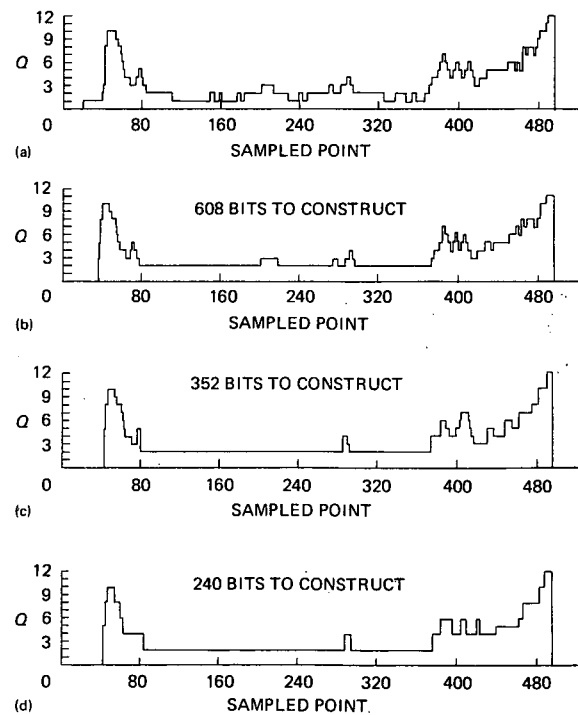 12
9
Q 6
3
0 80 160 240 320 400 480
(a) SAMPLED POINT
12
608 BITS TO CONSTRUCT
9
Q 6
3
0 80 160 240 320 400 480
(b) SAMPLED POINT
12
352 BITS TO CONSTRUCT
9
Q 6
3
0 80 160 240 320 400 480
(c) SAMPLED POINT
12
240 BITS TO CONSTRUCT
9
Q 6
3
0 80 160 240 320 400 480
(d) SAMPLED POINT